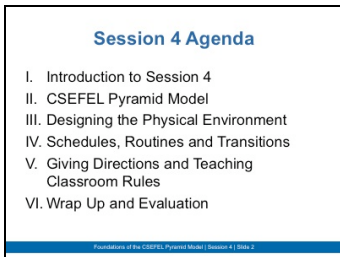 Session 4 Agenda
I. Introduction to Session 4
II. CSEFEL Pyramid Model
III. Designing the Physical Environment
IV. Schedules, Routines and Transitions
V. Giving Directions and Teaching
Classroom Rules
VI. Wrap Up and Evaluation
Foundations of the CSEFEL Pyramid Model | Session 4 | Slide 2